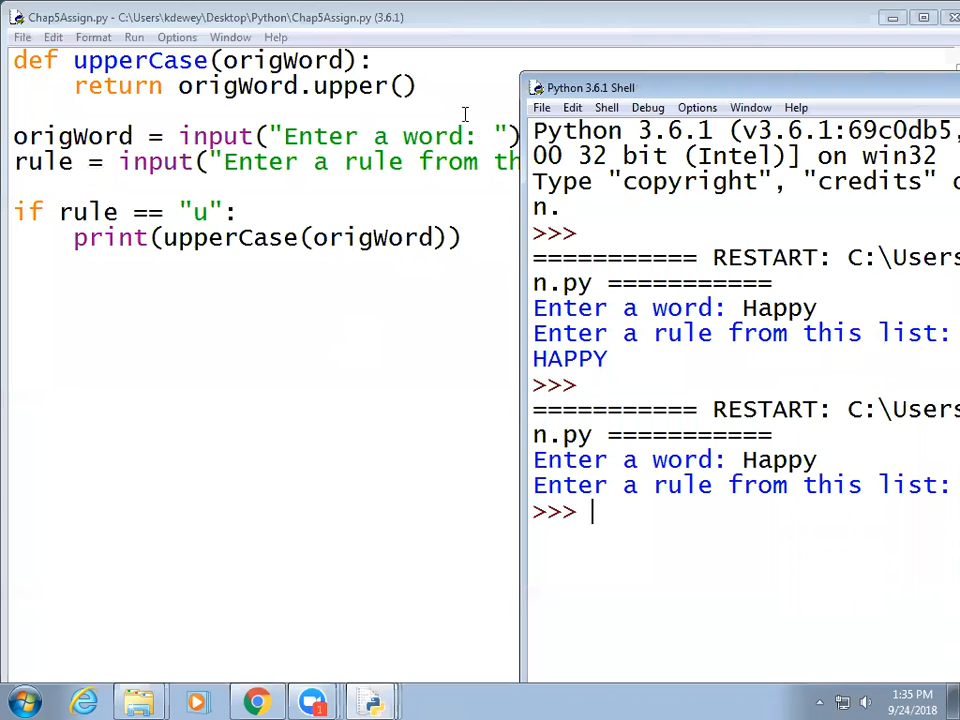 Chap5Assign.py - C:\Users\kdewey\Desktop\Python\Chap5Assign.py (3.6.1)
File Edit Format Run Options Window Help
def upperCase(origWord):
    return origWord.upper()
origWord = input("Enter a word: ")
rule = input("Enter a rule from th
if rule == "u":
    print(upperCase(origWord))
Python 3.6.1 Shell
File Edit Shell Debug Options Window Help
Python 3.6.1 (v3.6.1:69c0db5,
00 32 bit (Intel)] on win32
Type "copyright", "credits" o
n.
>>>
=========== RESTART: C:\Users
n.py ===========
Enter a word: Happy
Enter a rule from this list:
HAPPY
>>>
=========== RESTART: C:\Users
n.py ===========
Enter a word: Happy
Enter a rule from this list:
>>>
1
1:35 PM
9/24/2018